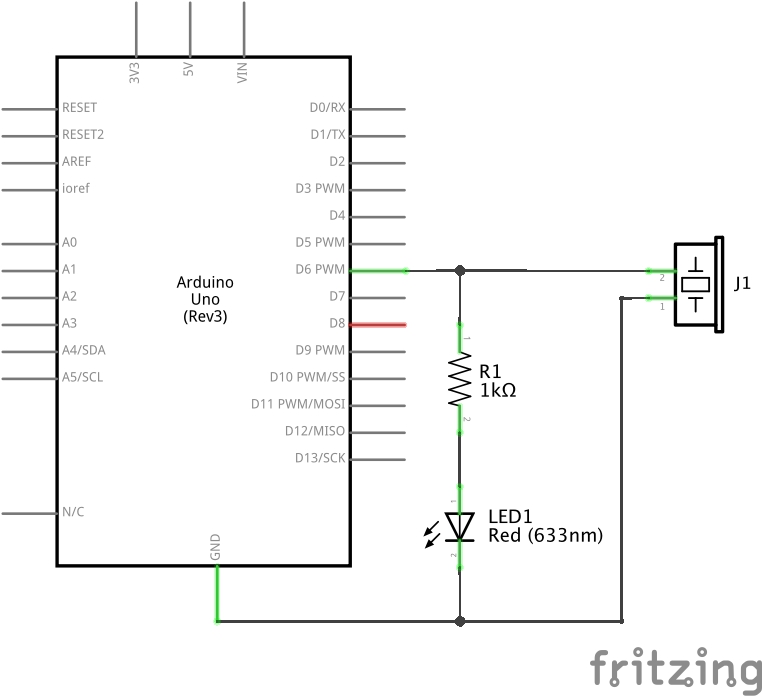 3V3
5V
VIN
RESET
RESET2
AREF
ioref
A0
A1
A2
A3
A4/SDA
A5/SCL
N/C
Arduino
Uno
(Rev3)
D0/RX
D1/TX
D2
D3 PWM
D4
D5 PWM
D6 PWM
D7
D8
D9 PWM
D10 PWM/SS
D11 PWM/MOSI
D12/MISO
D13/SCK
GND
2
1
J1
1
R1
1kΩ
2
1
LED1
Red (633nm)
2
fritzing